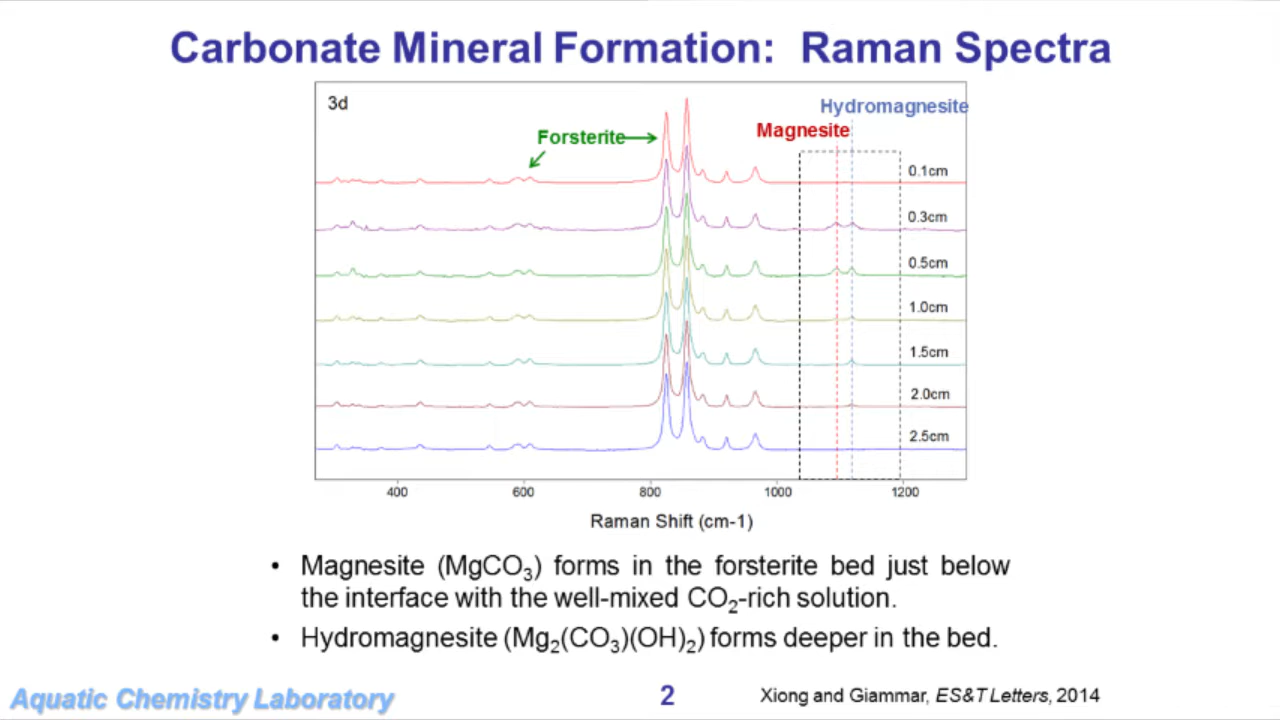 Carbonate Mineral Formation: Raman Spectra
3d
Hydromagnesite
Forsterite
Magnesite
0.1cm
0.3cm
0.5cm
1.0cm
1.5cm
2.0cm
2.5cm
400 600 800 1000 1200
Raman Shift (cm-1)
• Magnesite (MgCO₃) forms in the forsterite bed just below
the interface with the well-mixed CO₂-rich solution.
• Hydromagnesite (Mg₂(CO₃)(OH)₂) forms deeper in the bed.
Aquatic Chemistry Laboratory
2
Xiong and Giammar, ES&T Letters, 2014